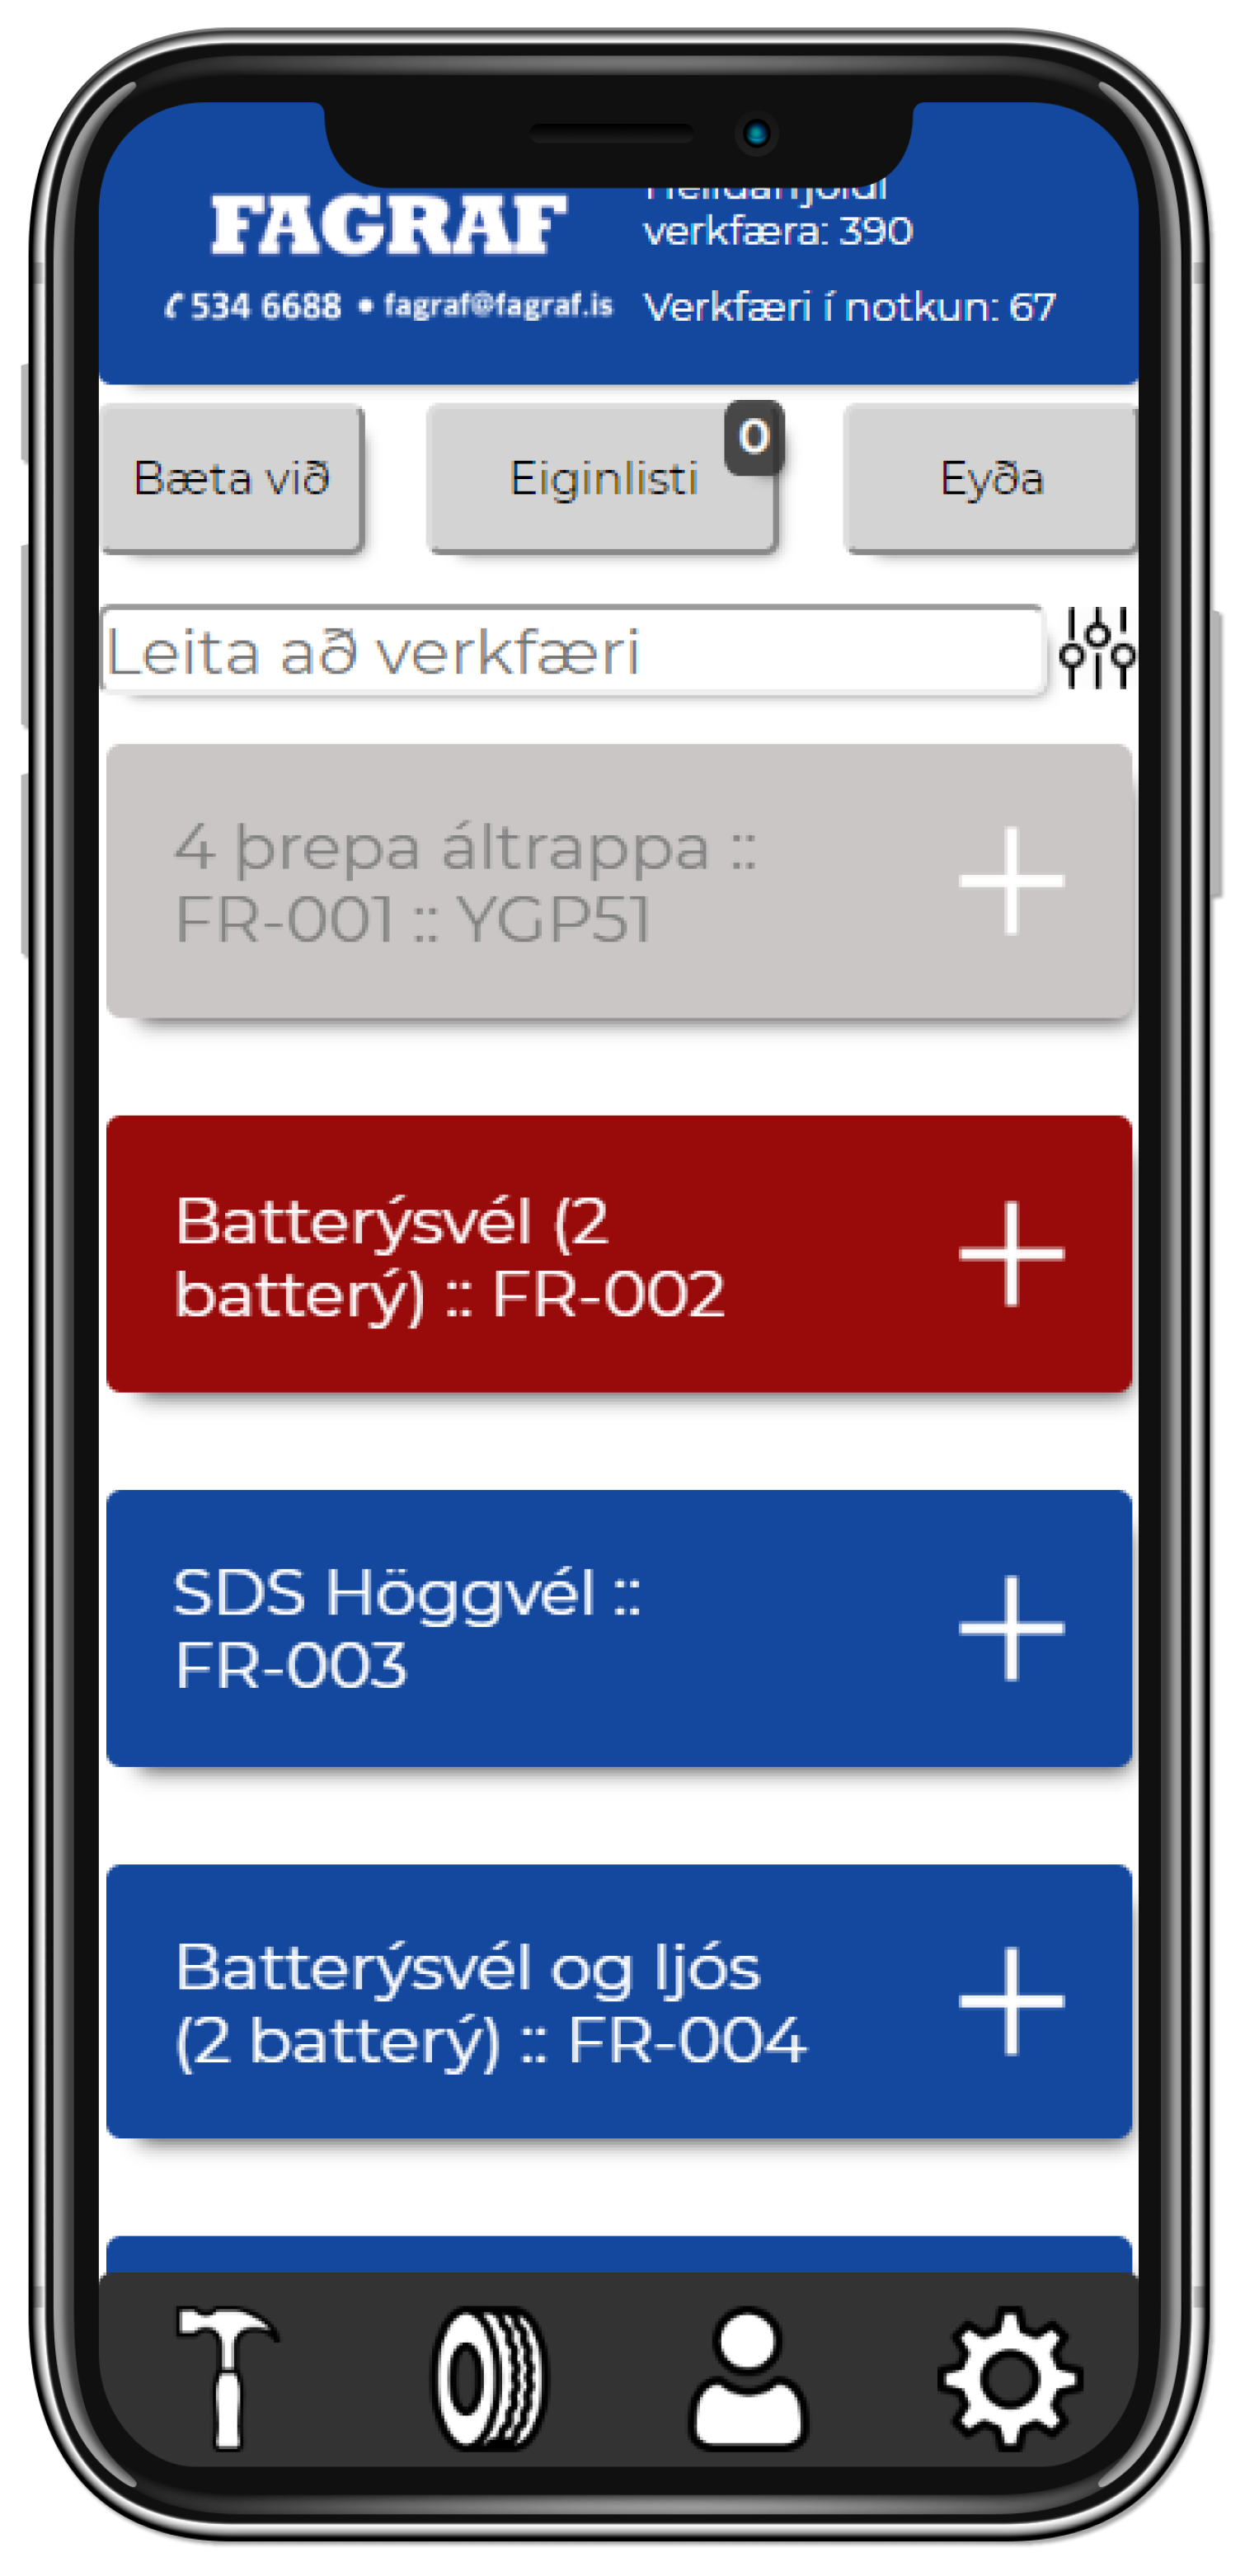 FAGRAF
534 6688 • fagraf@fagraf.is
verkfæra: 390
Verkfæri í notkun: 67
Bæta við
Eiginlisti
0
Eyða
Leita að verkfæri
4 þrepa áltrappa ::
FR-001 :: YGP51
Batterýsvél (2
batterý) :: FR-002
SDS Höggvél ::
FR-003
Batterýsvél og ljós
(2 batterý) :: FR-004